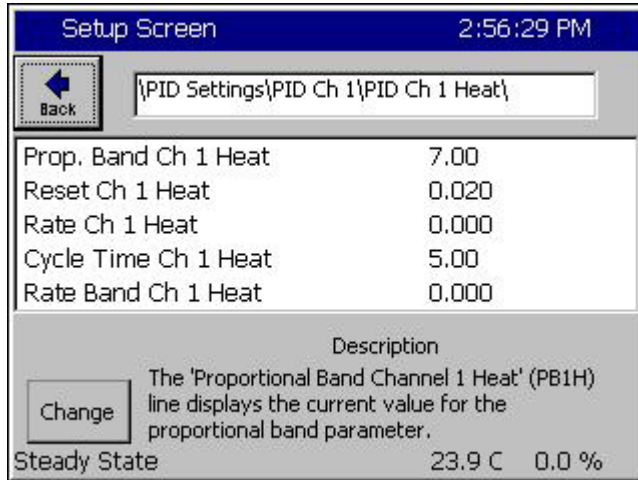 Setup Screen 2:56:29 PM
Back
\PID Settings\PID Ch 1\PID Ch 1 Heat\
Prop. Band Ch 1 Heat 7.00
Reset Ch 1 Heat 0.020
Rate Ch 1 Heat 0.000
Cycle Time Ch 1 Heat 5.00
Rate Band Ch 1 Heat 0.000
Description
The 'Proportional Band Channel 1 Heat' (PB1H)
line displays the current value for the
proportional band parameter.
Change
Steady State 23.9 C 0.0 %